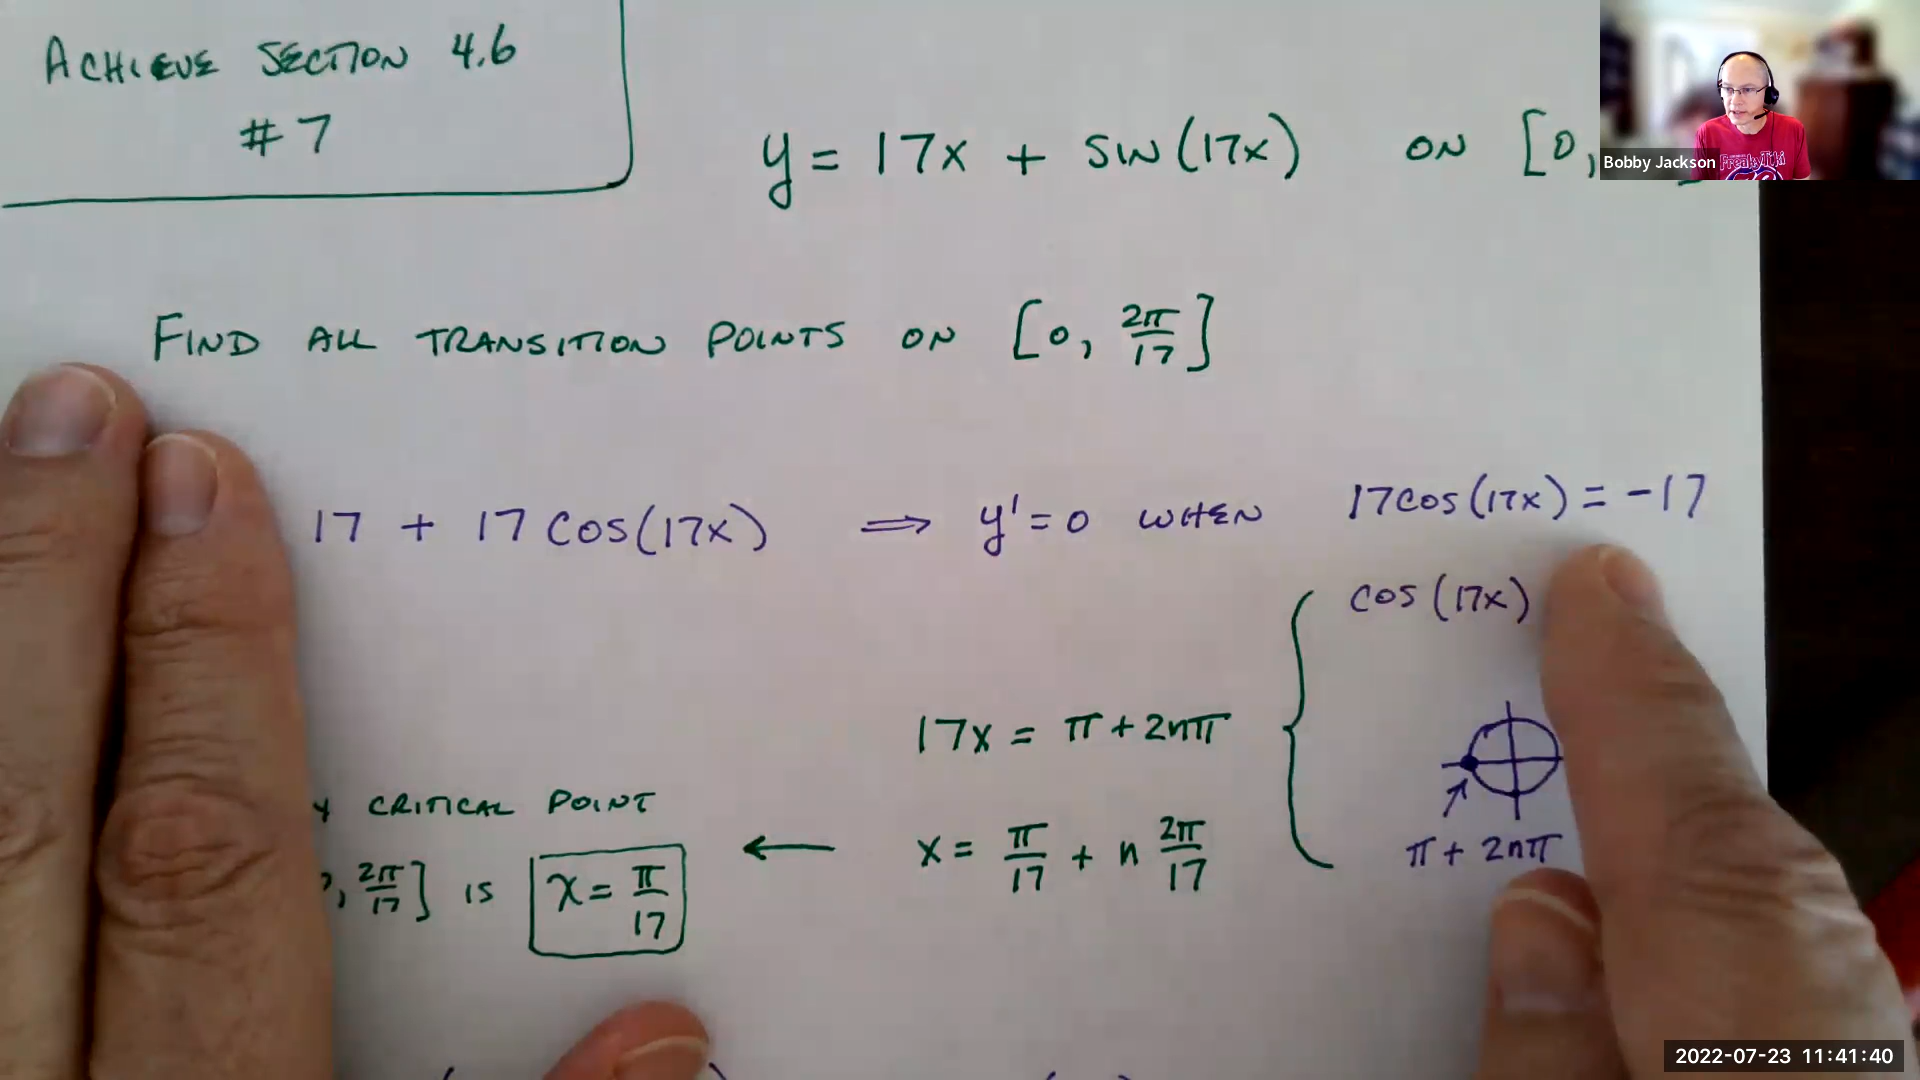 ACHIEVE SECTION 4.6
#7
y = 17x + SIN(17x) ON [0,
Bobby Jackson
FIND ALL TRANSITION POINTS ON [0, 2π/17]
17 + 17 COS(17x) ⟹ y' = 0 WHEN 17COS(17x) = -17
COS(17x)
17x = π + 2nπ
CRITICAL POINT
x = π/17 + n 2π/17
π + 2nπ
, 2π/17] IS x = π/17
2022-07-23 11:41:40